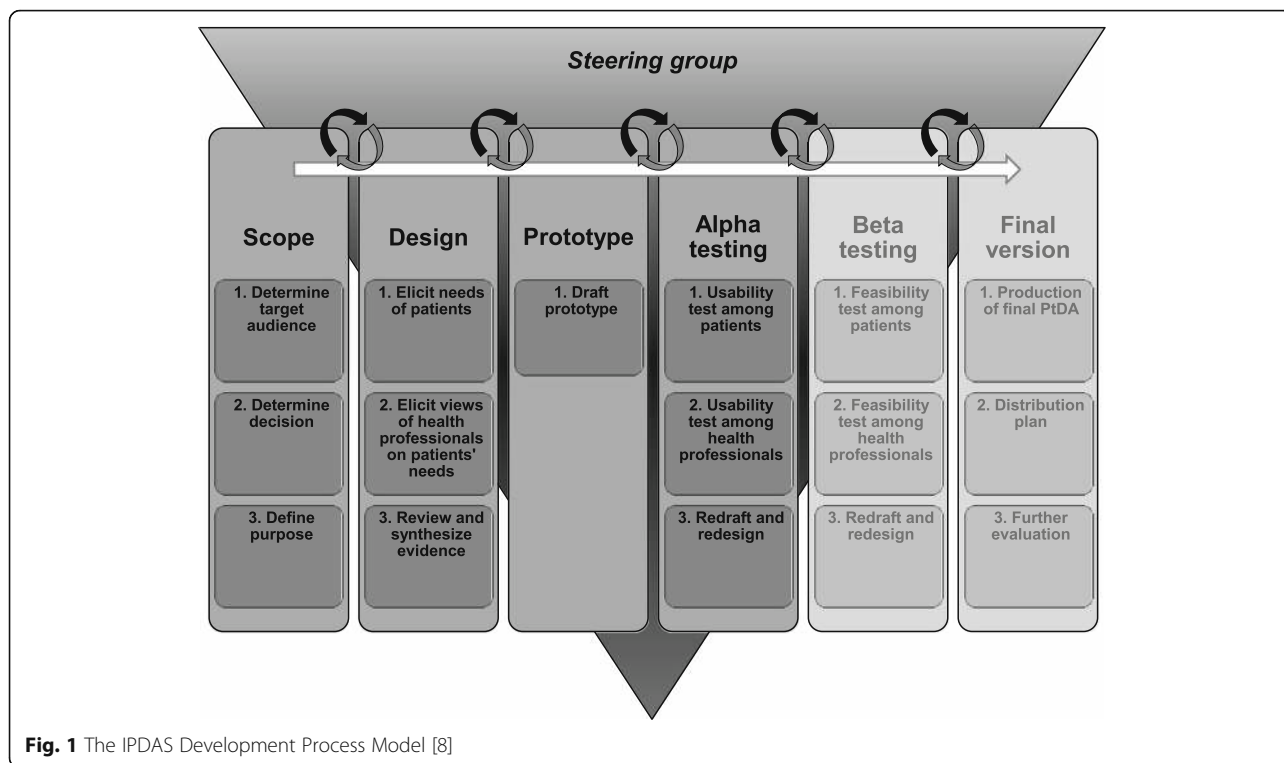 Steering group
Scope
1. Determine
target
audience
2. Determine
decision
3. Define
purpose
Design
1. Elicit needs
of patients
2. Elicit views
of health
professionals
on patients'
needs
3. Review and
synthesize
evidence
Prototype
1. Draft
prototype
Alpha
testing
1. Usability
test among
patients
2. Usability
test among
health
professionals
3. Redraft and
redesign
Beta
testing
1. Feasibility
test among
patients
2. Feasibility
test among
health
professionals
3. Redraft and
redesign
Final
version
1. Production
of final PtDA
2. Distribution
plan
3. Further
evaluation
Fig. 1 The IPDAS Development Process Model [8]